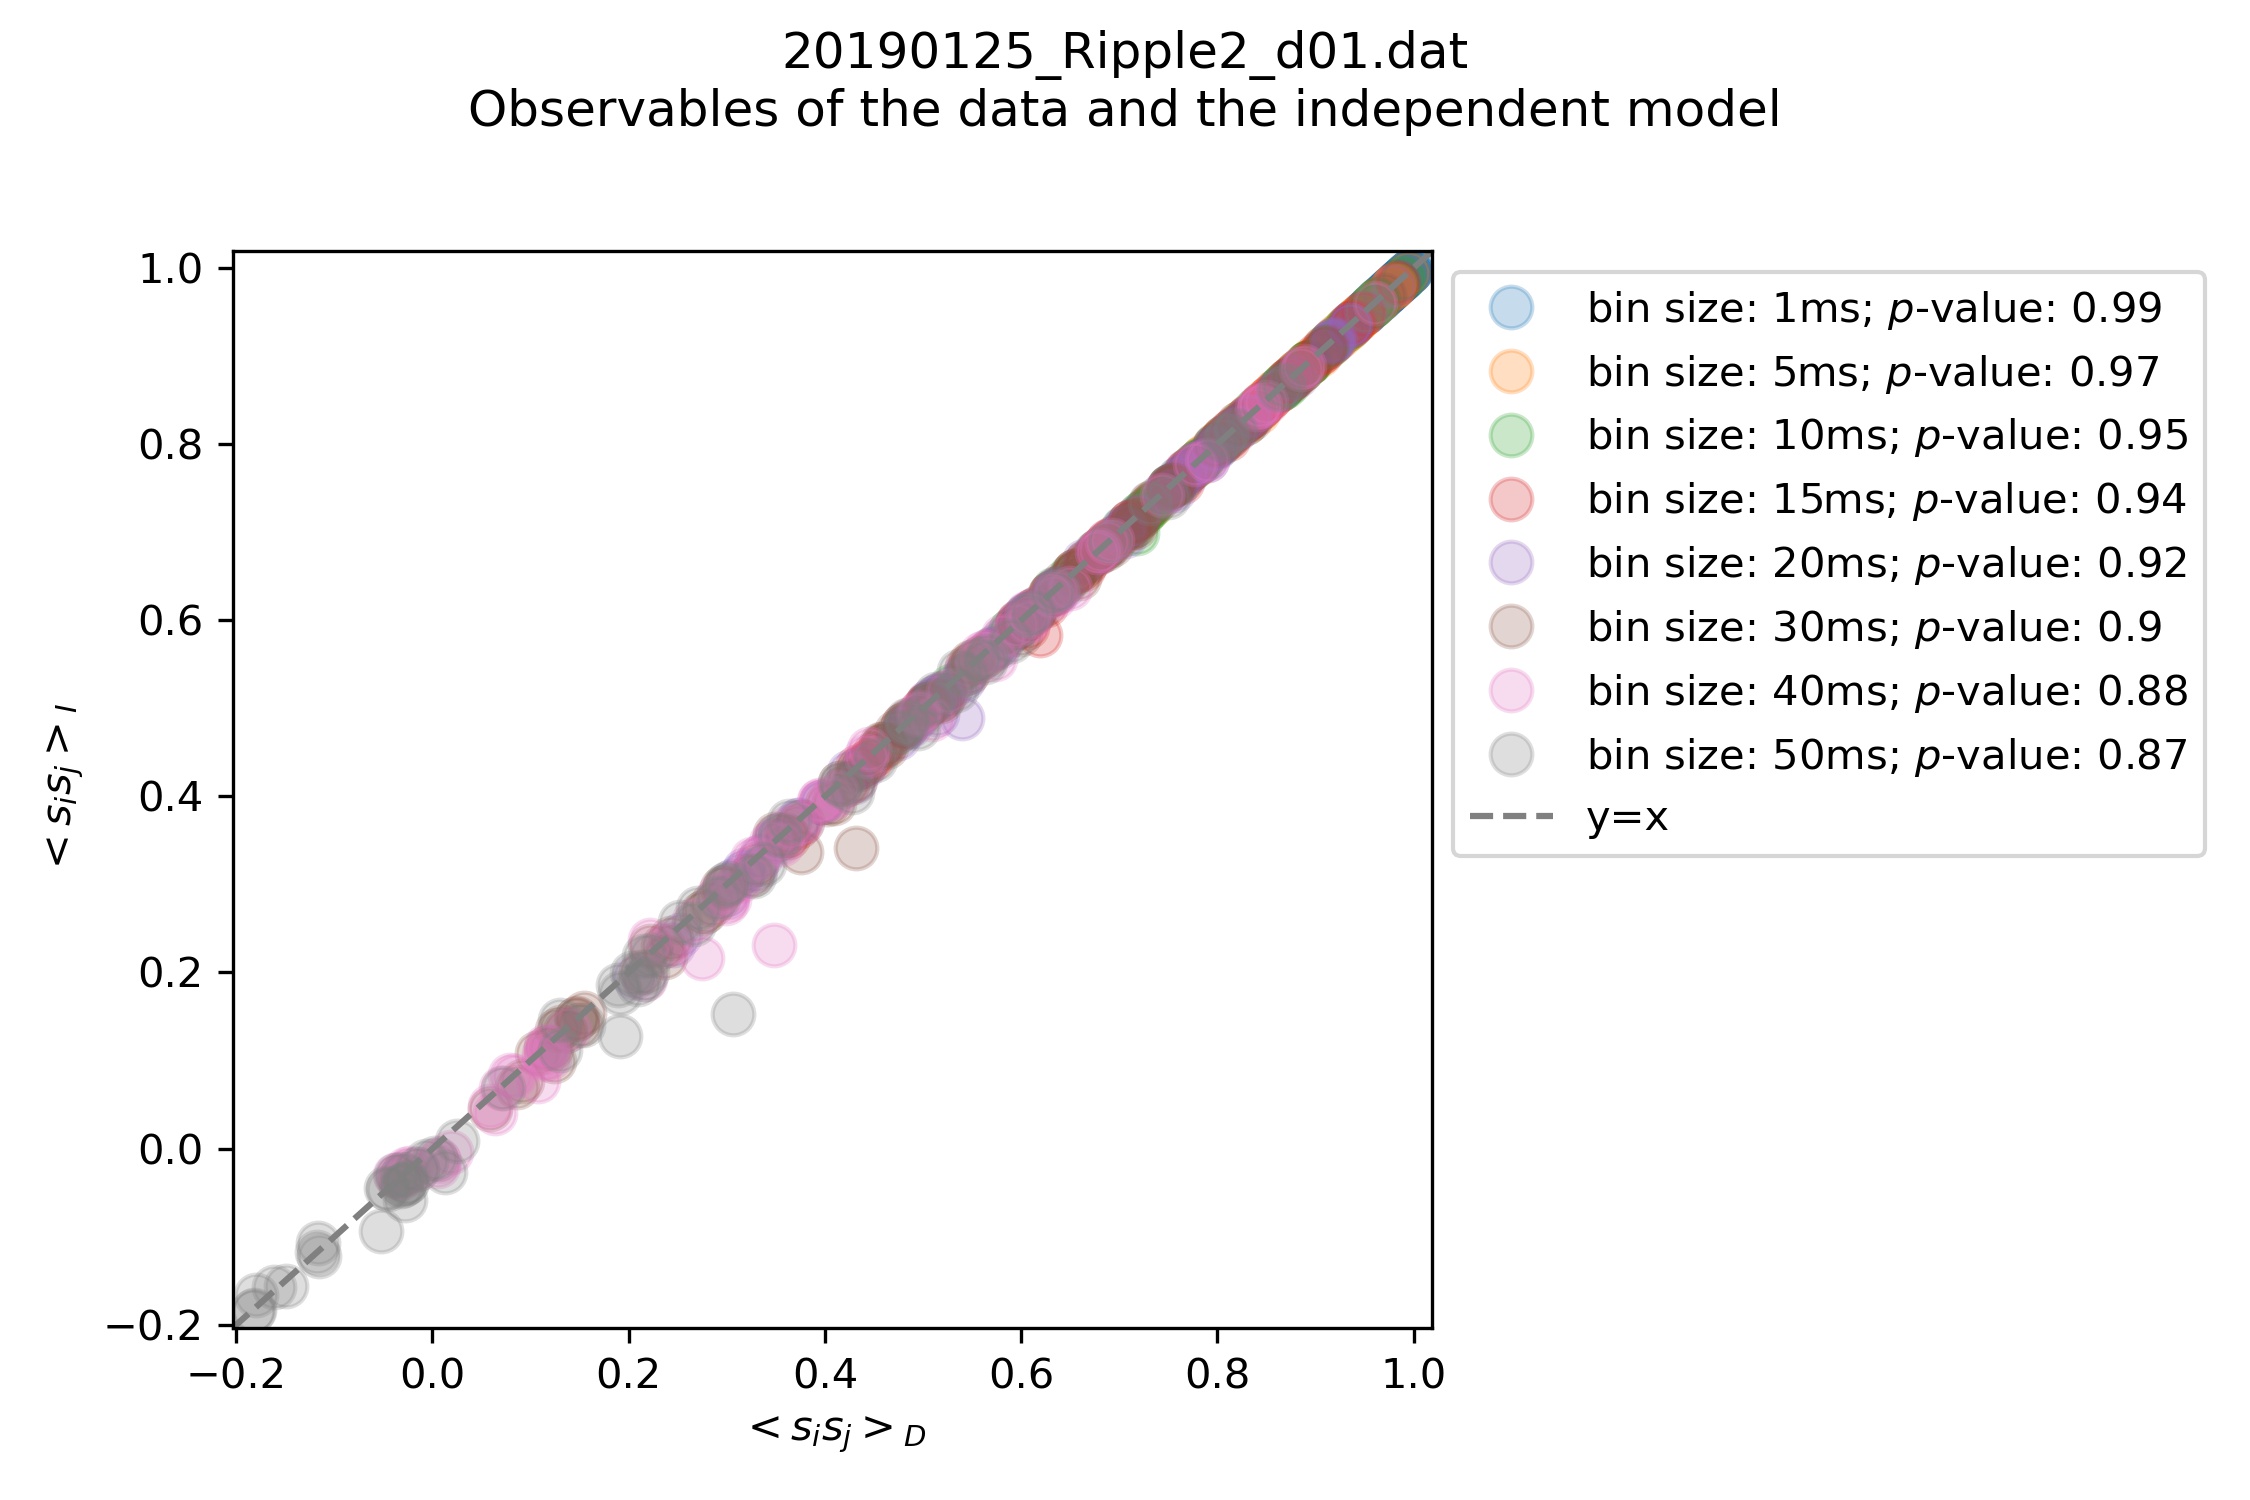 20190125_Ripple2_d01.dat
Observables of the data and the independent model
1.0
0.8
0.6
0.4
0.2
0.0
−0.2
<s_i s_j>_I
−0.2 0.0 0.2 0.4 0.6 0.8 1.0
<s_i s_j>_D
bin size: 1ms; p-value: 0.99
bin size: 5ms; p-value: 0.97
bin size: 10ms; p-value: 0.95
bin size: 15ms; p-value: 0.94
bin size: 20ms; p-value: 0.92
bin size: 30ms; p-value: 0.9
bin size: 40ms; p-value: 0.88
bin size: 50ms; p-value: 0.87
y=x